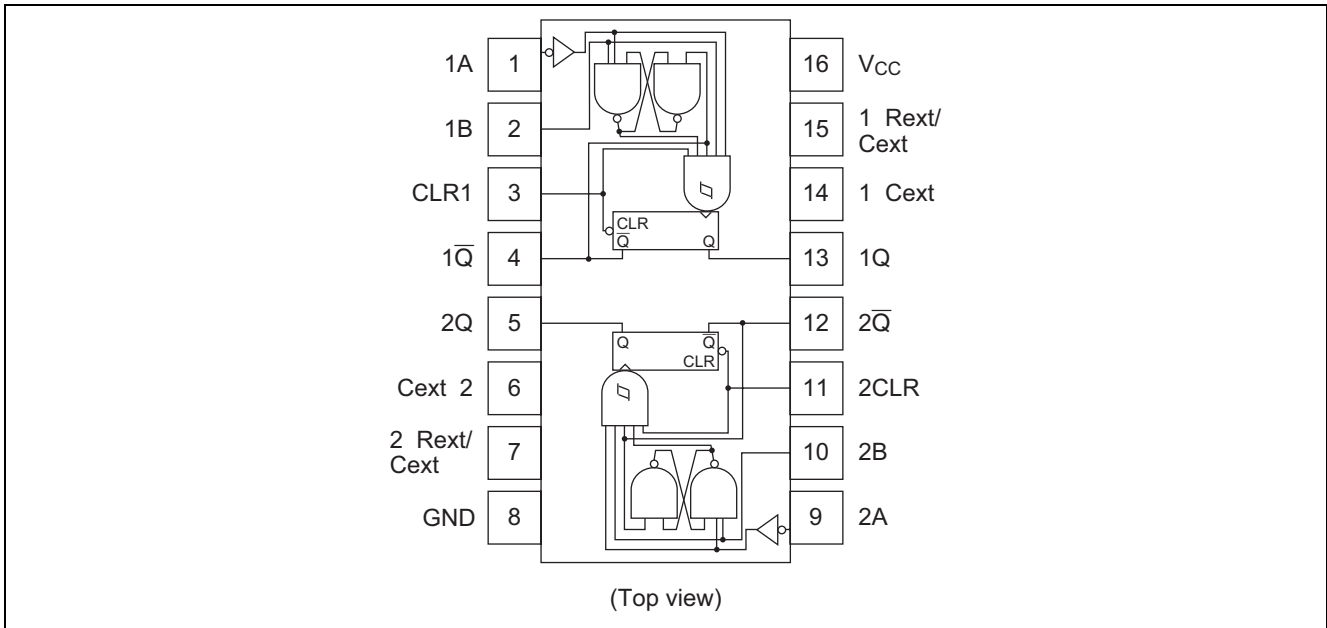 1A 1 16 VCC
1B 2 15 1 Rext/
Cext
CLR1 3 14 1 Cext
CLR
Q̅ Q
1Q̅ 4 13 1Q
2Q 5 12 2Q̅
Q Q̅
CLR
Cext 2 6 11 2CLR
2 Rext/
Cext 7 10 2B
GND 8 9 2A
(Top view)